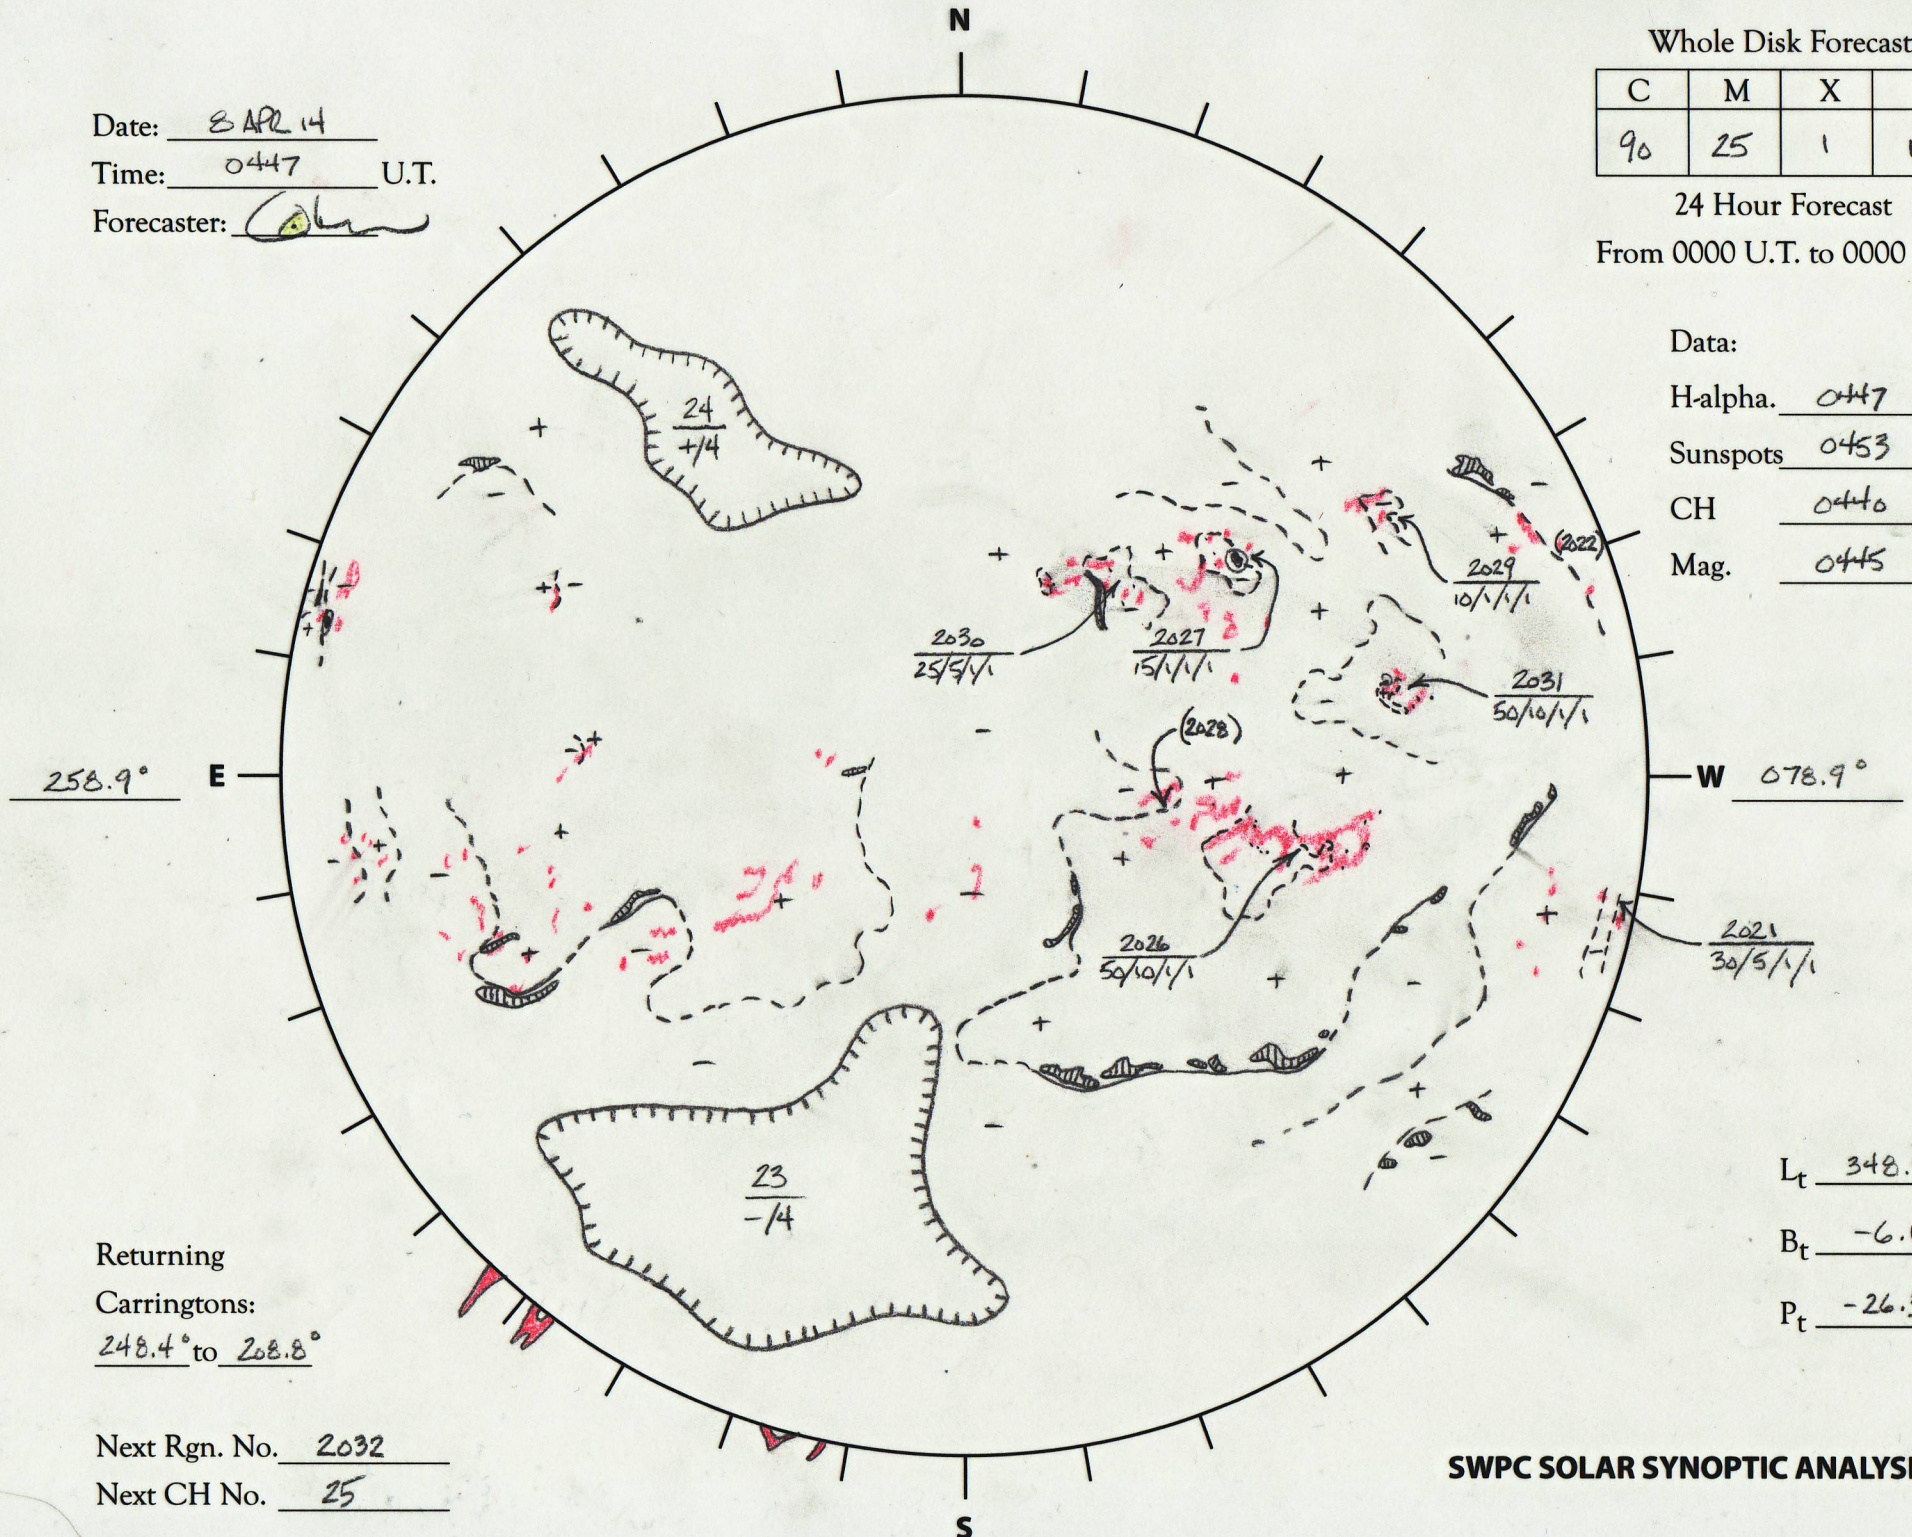 N
Whole Disk Forecast
C M X
90 25 1
24 Hour Forecast
From 0000 U.T. to 0000
Date: 8 APR 14
Time: 0447 U.T.
Forecaster:
Data:
H-alpha. 0447
Sunspots 0453
CH 0440
Mag. 0445
24
+/4
+
-
-
+
-
+
-
(2022)
2029
10/1/1/1
+
+
+
2030
25/5/1/1
2027
15/1/1/1
2031
50/10/1/1
(2028)
258.9° E
W 078.9°
2026
50/10/1/1
2021
30/5/1/1
23
-/4
Lt 348.
Bt -6.
Pt -26.
Returning
Carringtons:
248.4° to 208.8°
Next Rgn. No. 2032
Next CH No. 25
SWPC SOLAR SYNOPTIC ANALYSI
S